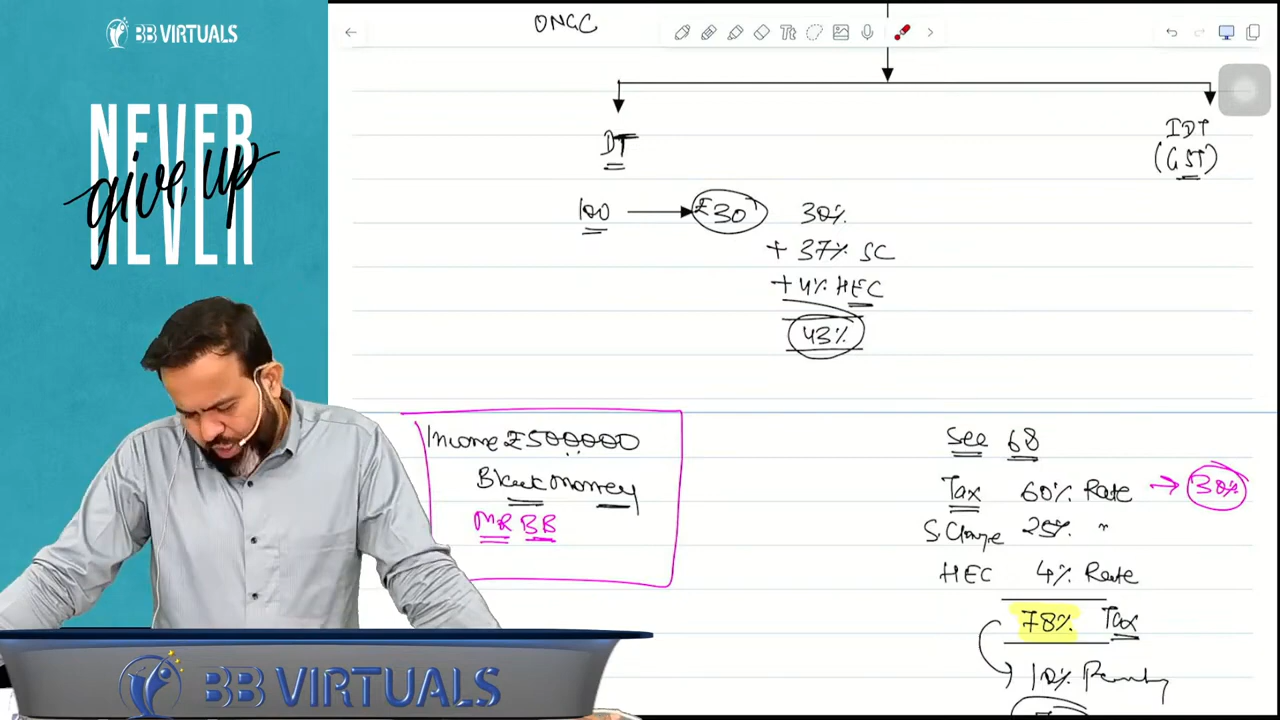 BB VIRTUALS
NEVER
give up
NEVER
ONGC
DT
IDT
(GST)
100 → ₹30
30%
+ 37% SC
+ 4% HEC
43%
Income ₹500000
Black Money
MR BB
Sec 68
Tax 60% Rate → 30%
S Charge 25% "
HEC 4% Rate
78% Tax
10% Penalty
BB VIRTUALS